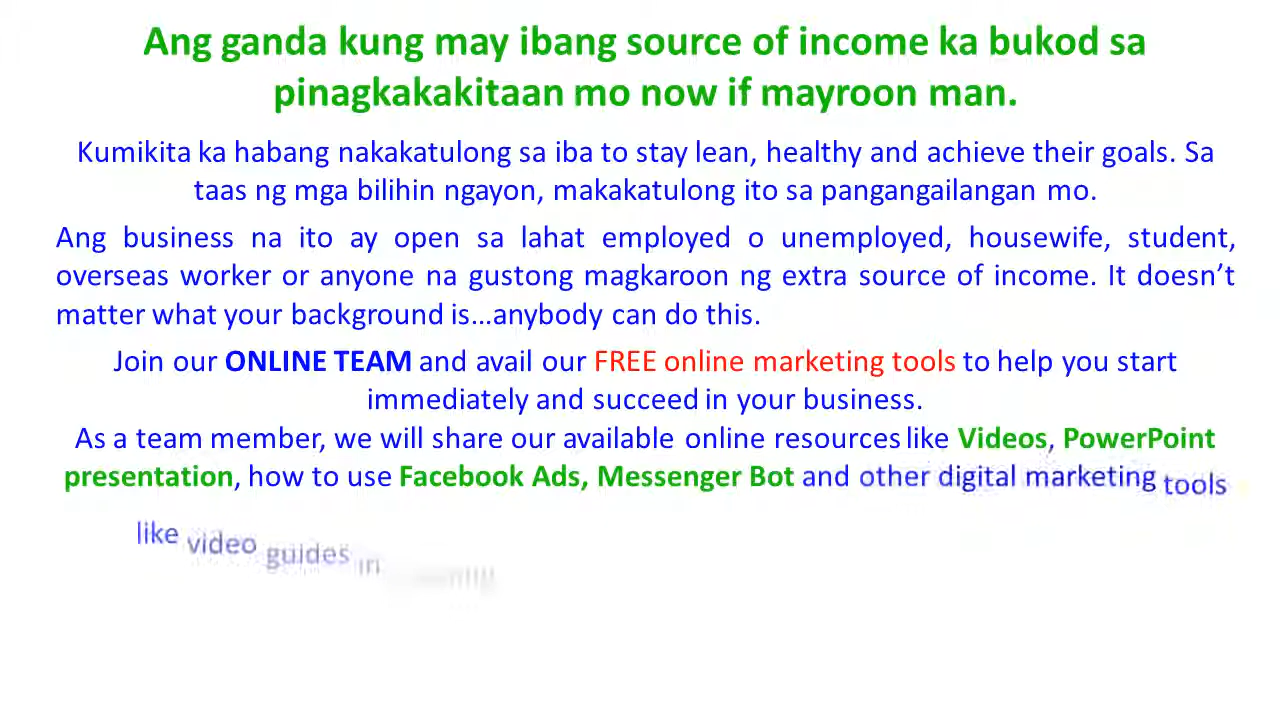 Ang ganda kung may ibang source of income ka bukod sa
pinagkakakitaan mo now if mayroon man.
Kumikita ka habang nakakatulong sa iba to stay lean, healthy and achieve their goals. Sa
taas ng mga bilihin ngayon, makakatulong ito sa pangangailangan mo.
Ang business na ito ay open sa lahat employed o unemployed, housewife, student,
overseas worker or anyone na gustong magkaroon ng extra source of income. It doesn’t
matter what your background is...anybody can do this.
Join our ONLINE TEAM and avail our FREE online marketing tools to help you start
immediately and succeed in your business.
As a team member, we will share our available online resources like Videos, PowerPoint
presentation, how to use Facebook Ads, Messenger Bot and other digital marketing tools
like video guides in